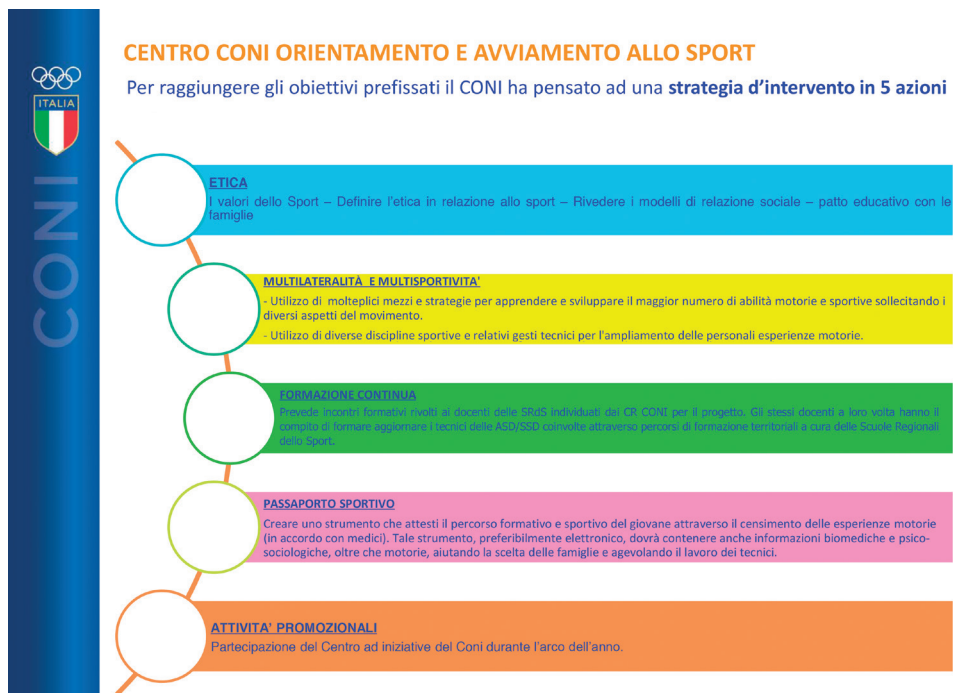 ITALIA
CONI
CENTRO CONI ORIENTAMENTO E AVVIAMENTO ALLO SPORT
Per raggiungere gli obiettivi prefissati il CONI ha pensato ad una strategia d'intervento in 5 azioni
ETICA
I valori dello Sport – Definire l'etica in relazione allo sport – Rivedere i modelli di relazione sociale – patto educativo con le
famiglie
MULTILATERALITÀ E MULTISPORTIVITA'
- Utilizzo di molteplici mezzi e strategie per apprendere e sviluppare il maggior numero di abilità motorie e sportive sollecitando i
diversi aspetti del movimento.
- Utilizzo di diverse discipline sportive e relativi gesti tecnici per l'ampliamento delle personali esperienze motorie.
FORMAZIONE CONTINUA
Prevede incontri formativi rivolti ai docenti delle SRdS individuati dai CR CONI per il progetto. Gli stessi docenti a loro volta hanno il
compito di formare aggiornare i tecnici delle ASD/SSD coinvolte attraverso percorsi di formazione territoriali a cura delle Scuole Regionali
dello Sport.
PASSAPORTO SPORTIVO
Creare uno strumento che attesti il percorso formativo e sportivo del giovane attraverso il censimento delle esperienze motorie
(in accordo con medici). Tale strumento, preferibilmente elettronico, dovrà contenere anche informazioni biomediche e psico-
sociologiche, oltre che motorie, aiutando la scelta delle famiglie e agevolando il lavoro dei tecnici.
ATTIVITA' PROMOZIONALI
Partecipazione del Centro ad iniziative del Coni durante l'arco dell'anno.